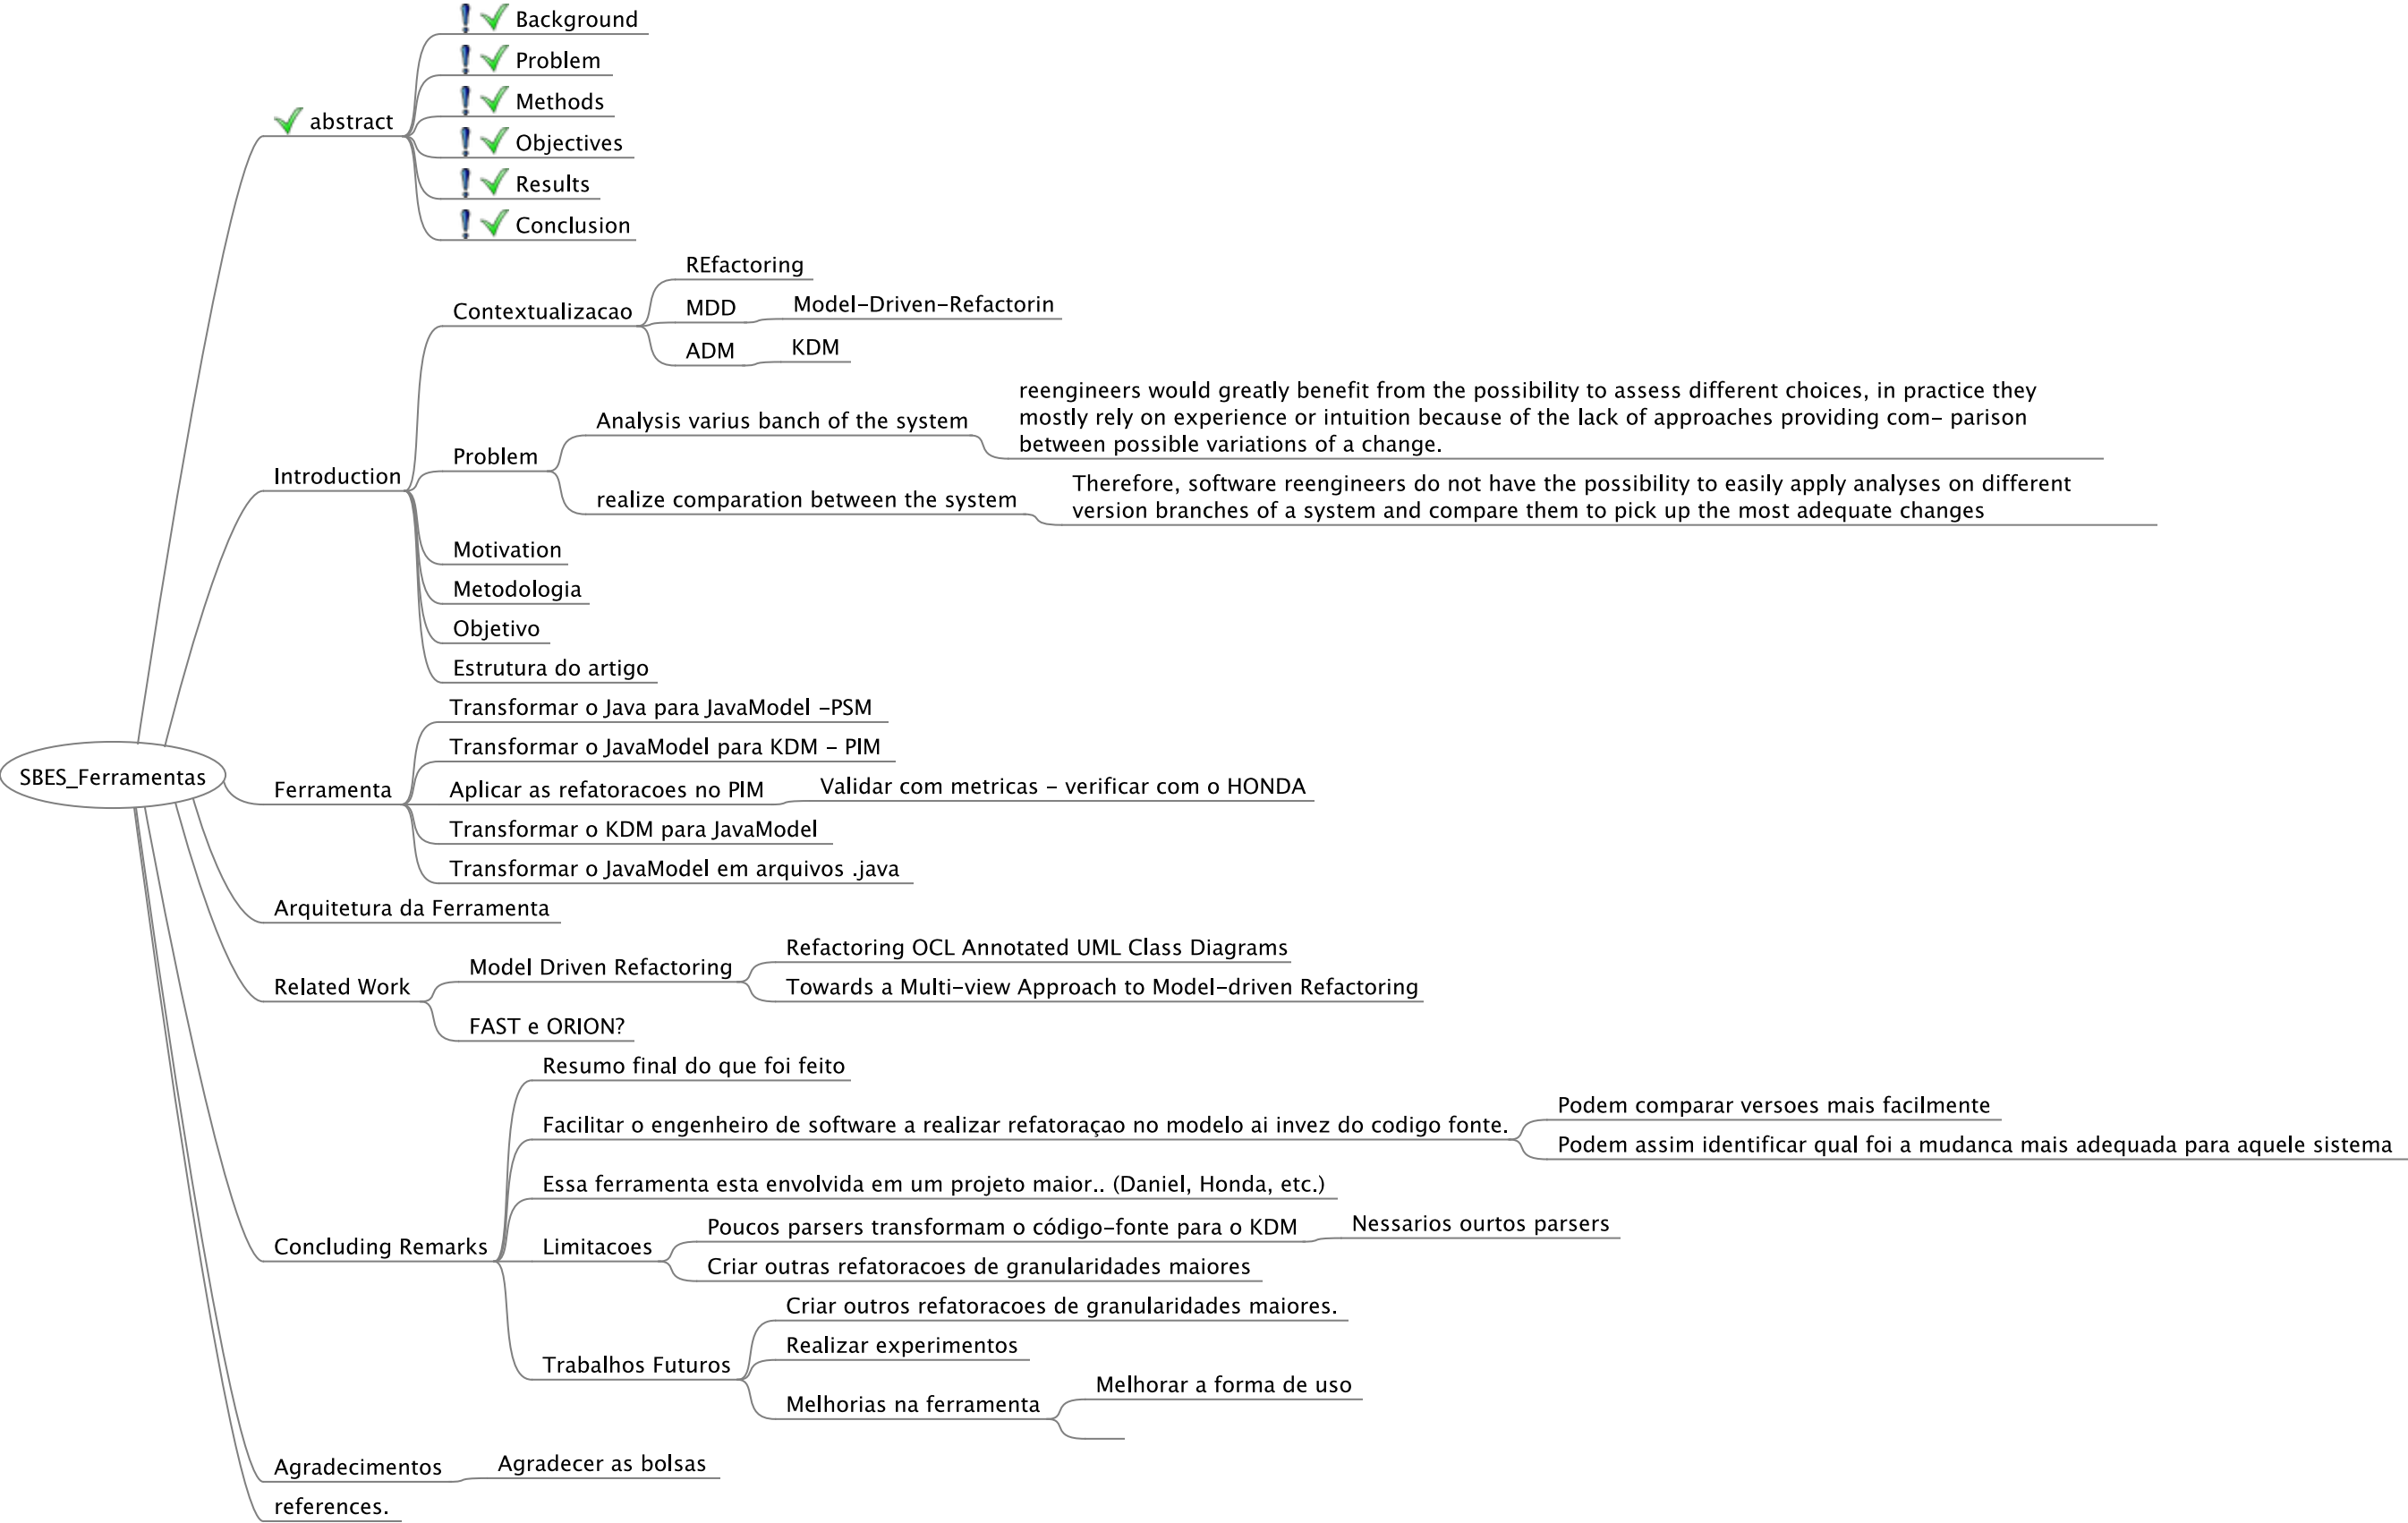 Background
Problem
Methods
abstract
Objectives
Results
Conclusion
REfactoring
Contextualizacao
MDD
Model-Driven-Refactorin
ADM
KDM
reengineers would greatly benefit from the possibility to assess different choices, in practice they
mostly rely on experience or intuition because of the lack of approaches providing com- parison
between possible variations of a change.
Analysis varius banch of the system
Problem
Introduction
realize comparation between the system
Therefore, software reengineers do not have the possibility to easily apply analyses on different
version branches of a system and compare them to pick up the most adequate changes
Motivation
Metodologia
Objetivo
Estrutura do artigo
Transformar o Java para JavaModel -PSM
Transformar o JavaModel para KDM - PIM
SBES_Ferramentas
Ferramenta
Aplicar as refatoracoes no PIM
Validar com metricas - verificar com o HONDA
Transformar o KDM para JavaModel
Transformar o JavaModel em arquivos .java
Arquitetura da Ferramenta
Refactoring OCL Annotated UML Class Diagrams
Model Driven Refactoring
Related Work
Towards a Multi-view Approach to Model-driven Refactoring
FAST e ORION?
Resumo final do que foi feito
Podem comparar versoes mais facilmente
Facilitar o engenheiro de software a realizar refatoraçao no modelo ai invez do codigo fonte.
Podem assim identificar qual foi a mudanca mais adequada para aquele sistema
Essa ferramenta esta envolvida em um projeto maior.. (Daniel, Honda, etc.)
Poucos parsers transformam o código-fonte para o KDM
Nessarios ourtos parsers
Concluding Remarks
Limitacoes
Criar outras refatoracoes de granularidades maiores
Criar outros refatoracoes de granularidades maiores.
Realizar experimentos
Trabalhos Futuros
Melhorar a forma de uso
Melhorias na ferramenta
Agradecimentos
Agradecer as bolsas
references.